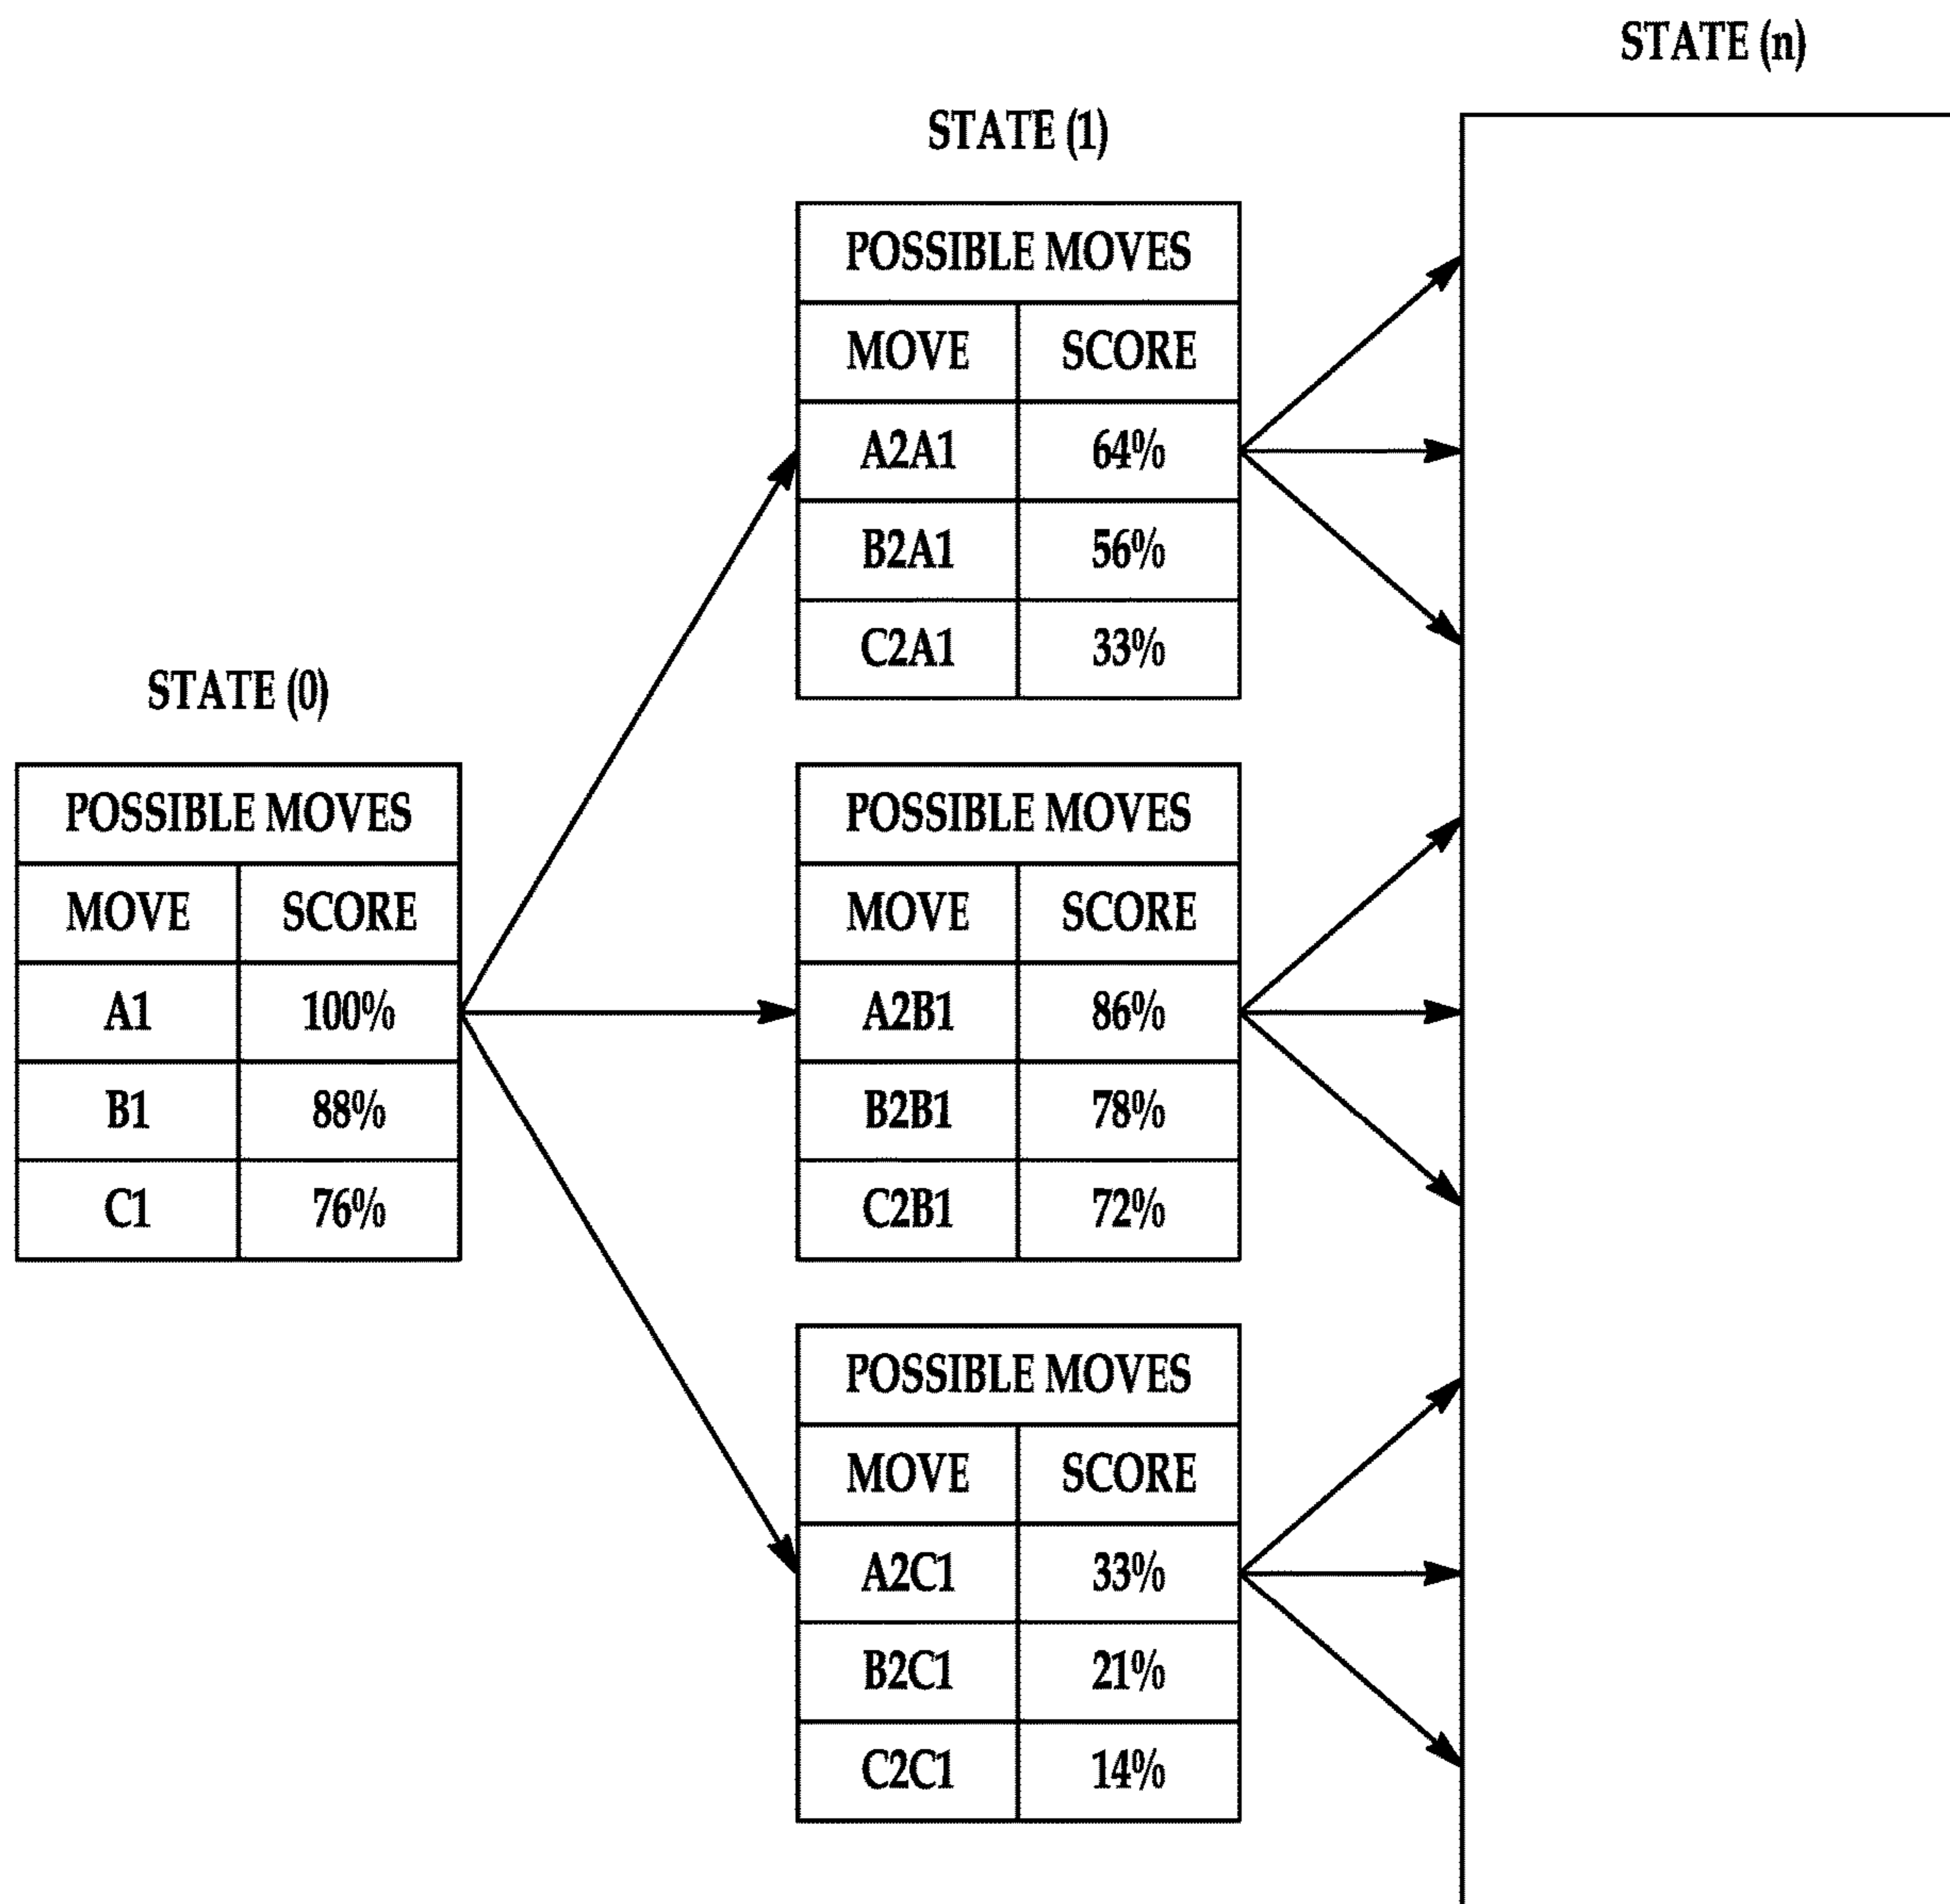 STATE (n)
STATE (1)
POSSIBLE MOVES
MOVE SCORE
A2A1 64%
B2A1 56%
C2A1 33%
STATE (0)
POSSIBLE MOVES
MOVE SCORE
A1 100%
B1 88%
C1 76%
POSSIBLE MOVES
MOVE SCORE
A2B1 86%
B2B1 78%
C2B1 72%
POSSIBLE MOVES
MOVE SCORE
A2C1 33%
B2C1 21%
C2C1 14%